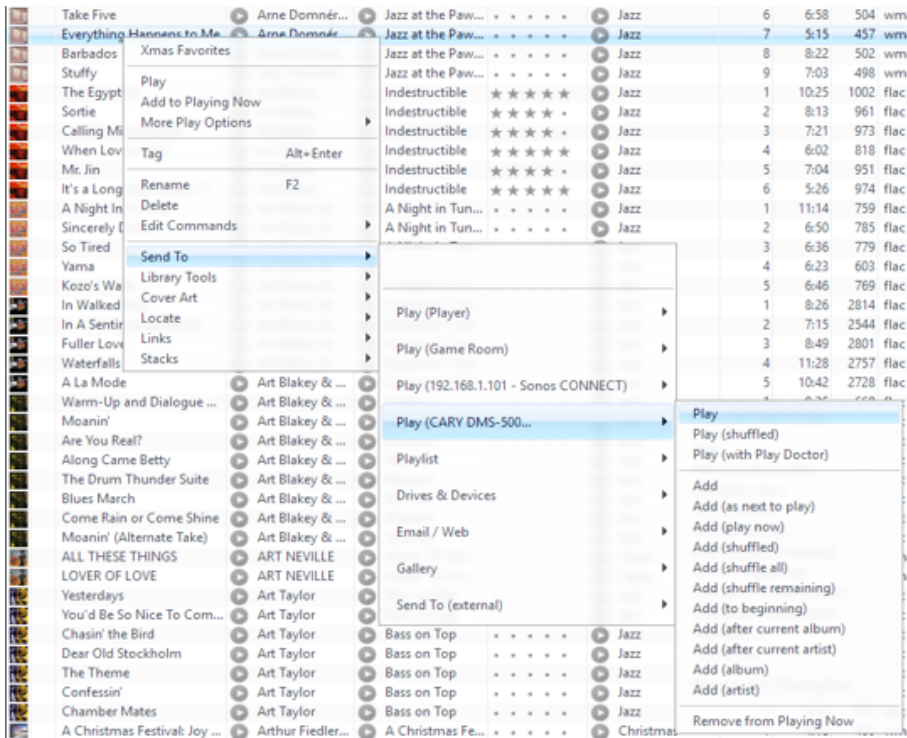 Take Five Arne Domnér... Jazz at the Paw... Jazz 6 6:58 504 wm
Everything Happens to Me Arne Domnér Jazz at the Paw... Jazz 7 5:15 457 wm
Barbados Xmas Favorites Jazz at the Paw... Jazz 8 8:22 502 wm
Stuffy Play Jazz at the Paw... Jazz 9 7:03 498 wm
The Egypt Add to Playing Now Indestructible Jazz 1 10:25 1002 flac
Sortie More Play Options Indestructible Jazz 2 8:13 961 flac
Calling Mi Indestructible Jazz 3 7:21 973 flac
When Lov Tag Alt+Enter Indestructible Jazz 4 6:02 818 flac
Mr. Jin Indestructible Jazz 5 7:04 951 flac
It's a Long Rename F2 Indestructible Jazz 6 5:26 974 flac
A Night In Delete A Night in Tun... Jazz 1 11:14 759 flac
Sincerely D Edit Commands A Night in Tun... Jazz 2 6:50 785 flac
So Tired Send To 3 6:36 779 flac
Yama Library Tools 4 6:23 603 flac
Kozo's Wa Cover Art 5 6:46 769 flac
In Walked Locate Play (Player) 1 8:26 2814 flac
In A Sentir Links 2 7:15 2544 flac
Fuller Love Stacks Play (Game Room) 3 8:49 2801 flac
Waterfalls 4 11:28 2757 flac
A La Mode Art Blakey & ... Play (192.168.1.101 - Sonos CONNECT) 5 10:42 2728 flac
Warm-Up and Dialogue ... Art Blakey & ...
Moanin' Art Blakey & ... Play (CARY DMS-500... Play
Are You Real? Art Blakey & ... Play (shuffled)
Along Came Betty Art Blakey & ... Playlist Play (with Play Doctor)
The Drum Thunder Suite Art Blakey & ... Add
Blues March Art Blakey & ... Drives & Devices Add (as next to play)
Come Rain or Come Shine Art Blakey & ... Add (play now)
Moanin' (Alternate Take) Art Blakey & ... Email / Web Add (shuffled)
ALL THESE THINGS ART NEVILLE Gallery Add (shuffle all)
LOVER OF LOVE ART NEVILLE Add (shuffle remaining)
Yesterdays Art Taylor Send To (external) Add (to beginning)
You'd Be So Nice To Com... Art Taylor
Chasin' the Bird Art Taylor Bass on Top Jazz Add (after current album)
Dear Old Stockholm Art Taylor Bass on Top Jazz Add (after current artist)
The Theme Art Taylor Bass on Top Jazz Add (album)
Confessin' Art Taylor Bass on Top Jazz Add (artist)
Chamber Mates Art Taylor Bass on Top Jazz Remove from Playing Now
A Christmas Festival: Joy ... Arthur Fiedler... A Christmas Fe... Christmas